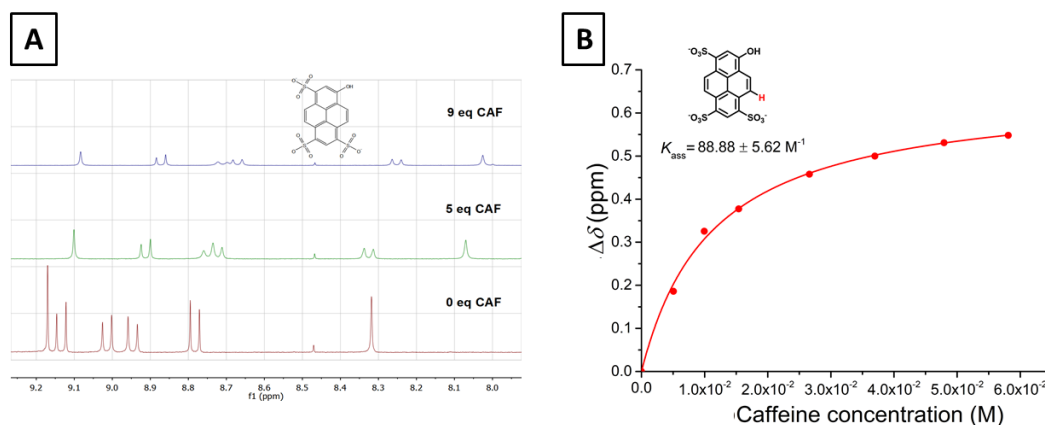 A
9 eq CAF
5 eq CAF
0 eq CAF
9.2 9.1 9.0 8.9 8.8 8.7 8.6 8.5 8.4 8.3 8.2 8.1 8.0
f1 (ppm)
B
⁻O₃S OH
H
⁻O₃S SO₃⁻
Kass = 88.88 ± 5.62 M⁻¹
Δδ (ppm)
0.7
0.6
0.5
0.4
0.3
0.2
0.1
0.0
0.0 1.0x10⁻² 2.0x10⁻² 3.0x10⁻² 4.0x10⁻² 5.0x10⁻² 6.0x10⁻²
Caffeine concentration (M)